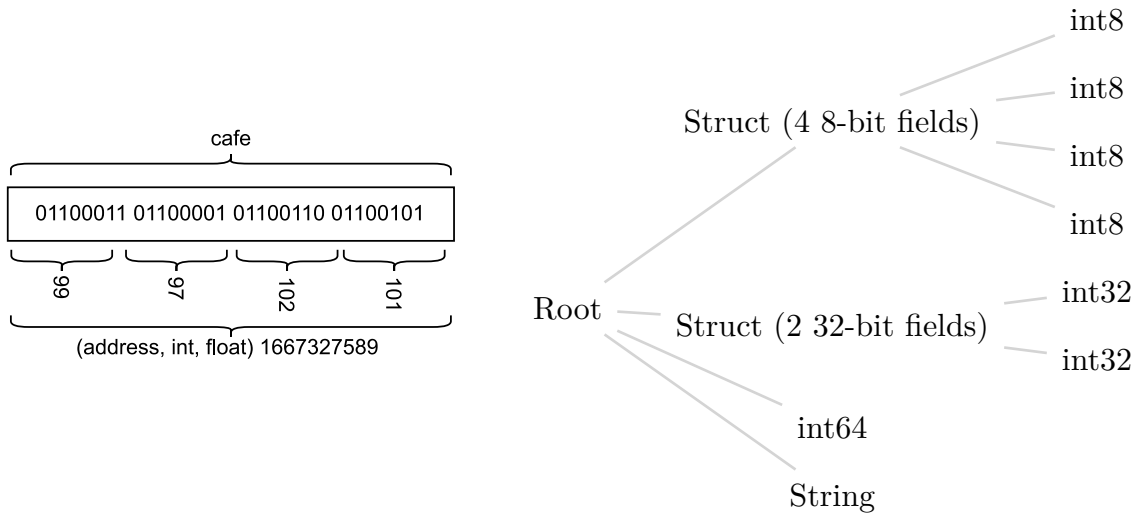 cafe
01100011 01100001 01100110 01100101
99
97
102
101
(address, int, float) 1667327589
int8
int8
Struct (4 8-bit fields)
int8
int8
Root
int32
Struct (2 32-bit fields)
int32
int64
String